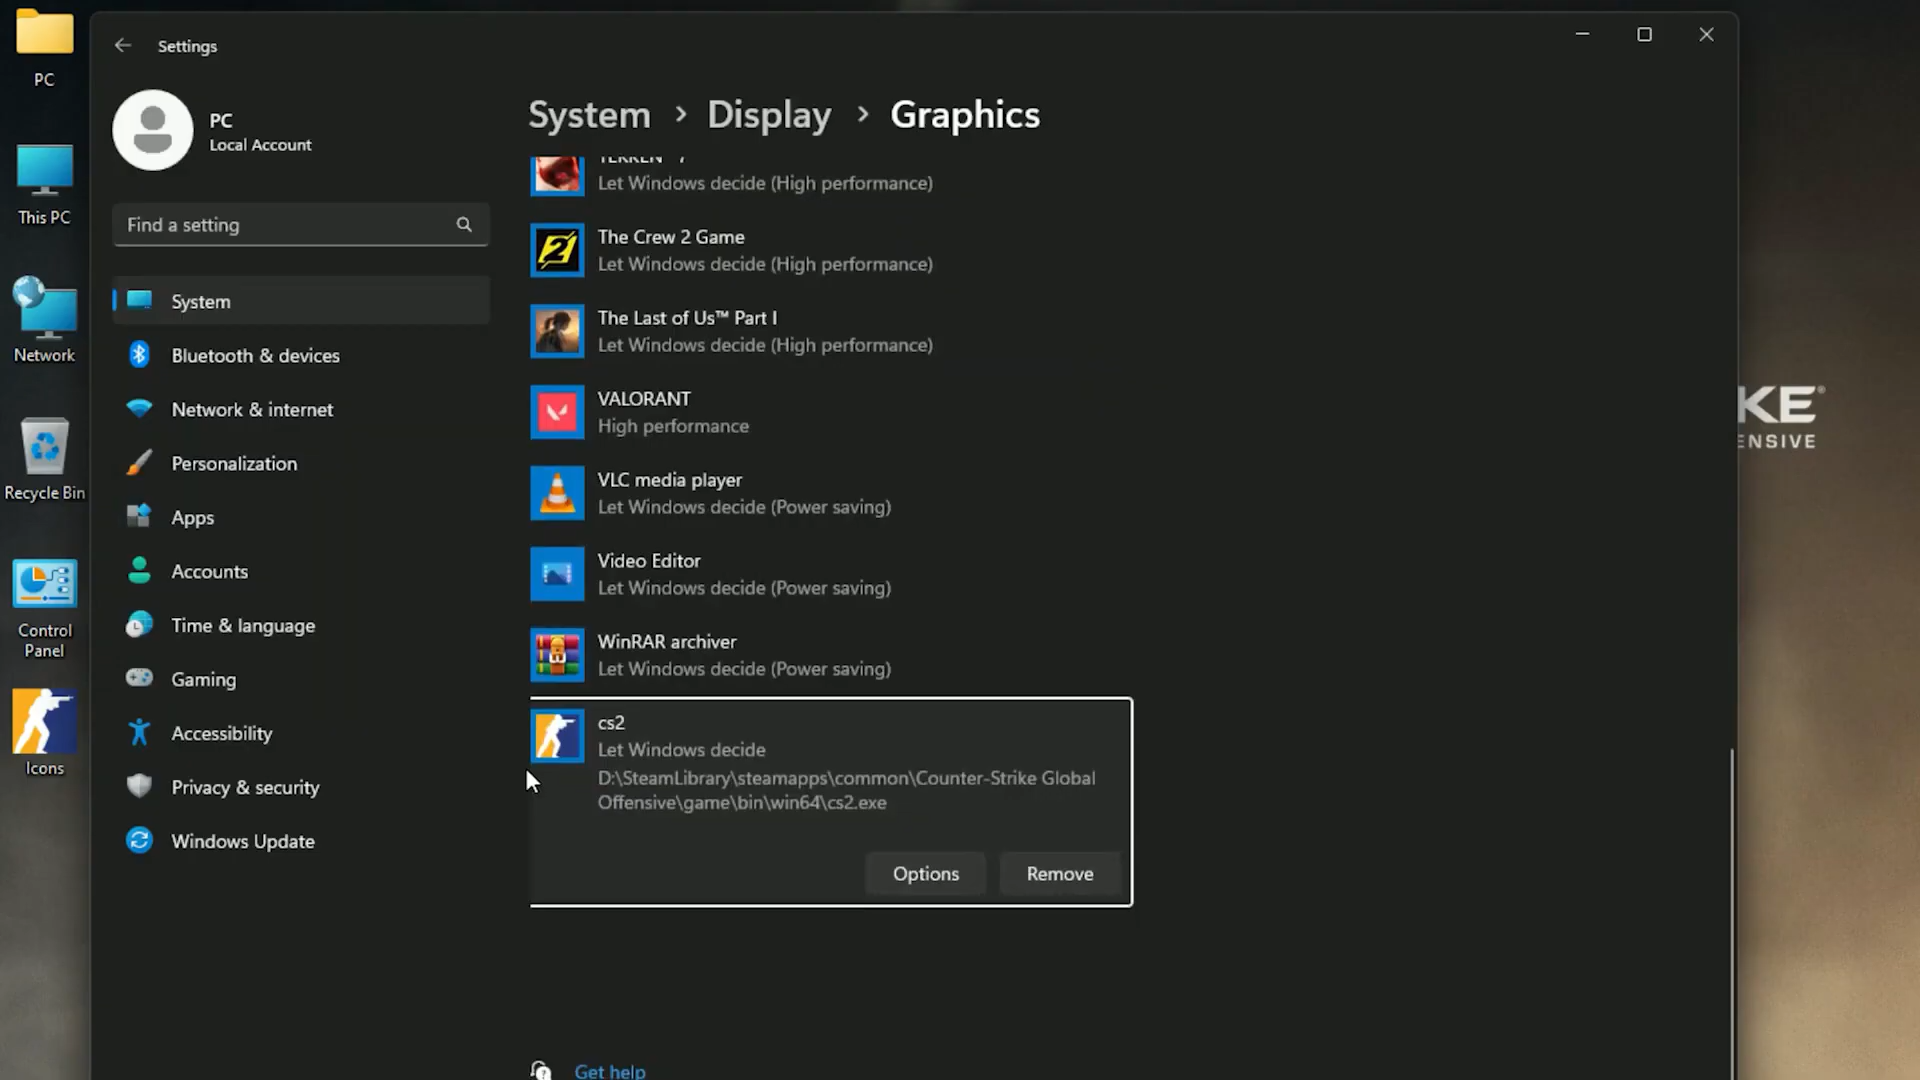 PC
This PC
Network
Recycle Bin
Control
Panel
Icons
Settings
PC
Local Account
Find a setting
System
Bluetooth & devices
Network & internet
Personalization
Apps
Accounts
Time & language
Gaming
Accessibility
Privacy & security
Windows Update
System > Display > Graphics
TEKKEN 7
Let Windows decide (High performance)
The Crew 2 Game
Let Windows decide (High performance)
The Last of Us™ Part I
Let Windows decide (High performance)
VALORANT
High performance
VLC media player
Let Windows decide (Power saving)
Video Editor
Let Windows decide (Power saving)
WinRAR archiver
Let Windows decide (Power saving)
cs2
Let Windows decide
D:\SteamLibrary\steamapps\common\Counter-Strike Global
Offensive\game\bin\win64\cs2.exe
Options Remove
Get help
KE®
ENSIVE